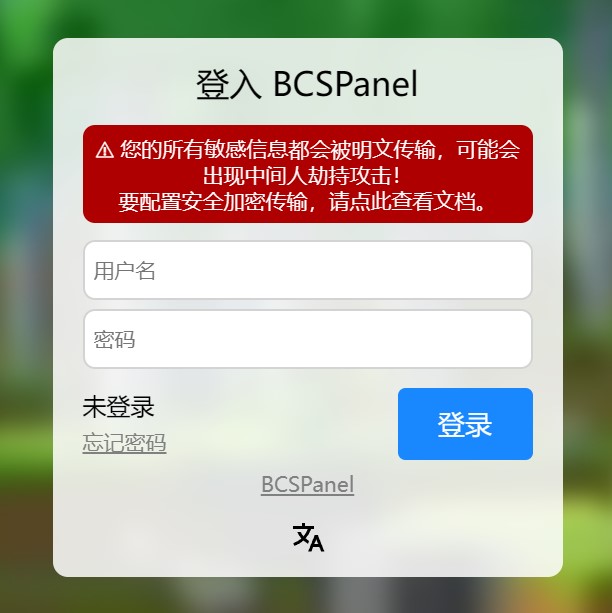 登入 BCSPanel
⚠ 您的所有敏感信息都会被明文传输，可能会
出现中间人劫持攻击！
要配置安全加密传输，请点此查看文档。
用户名
密码
未登录
登录
忘记密码
BCSPanel
文A